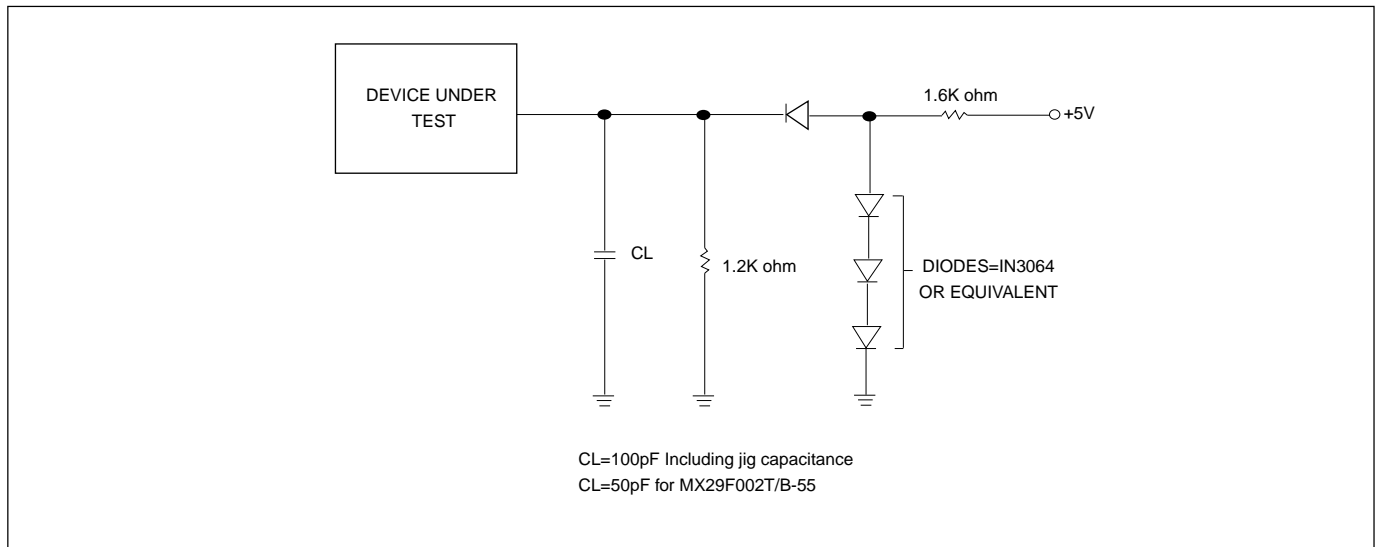 DEVICE UNDER
TEST
1.6K ohm
+5V
CL
1.2K ohm
DIODES=IN3064
OR EQUIVALENT
CL=100pF Including jig capacitance
CL=50pF for MX29F002T/B-55